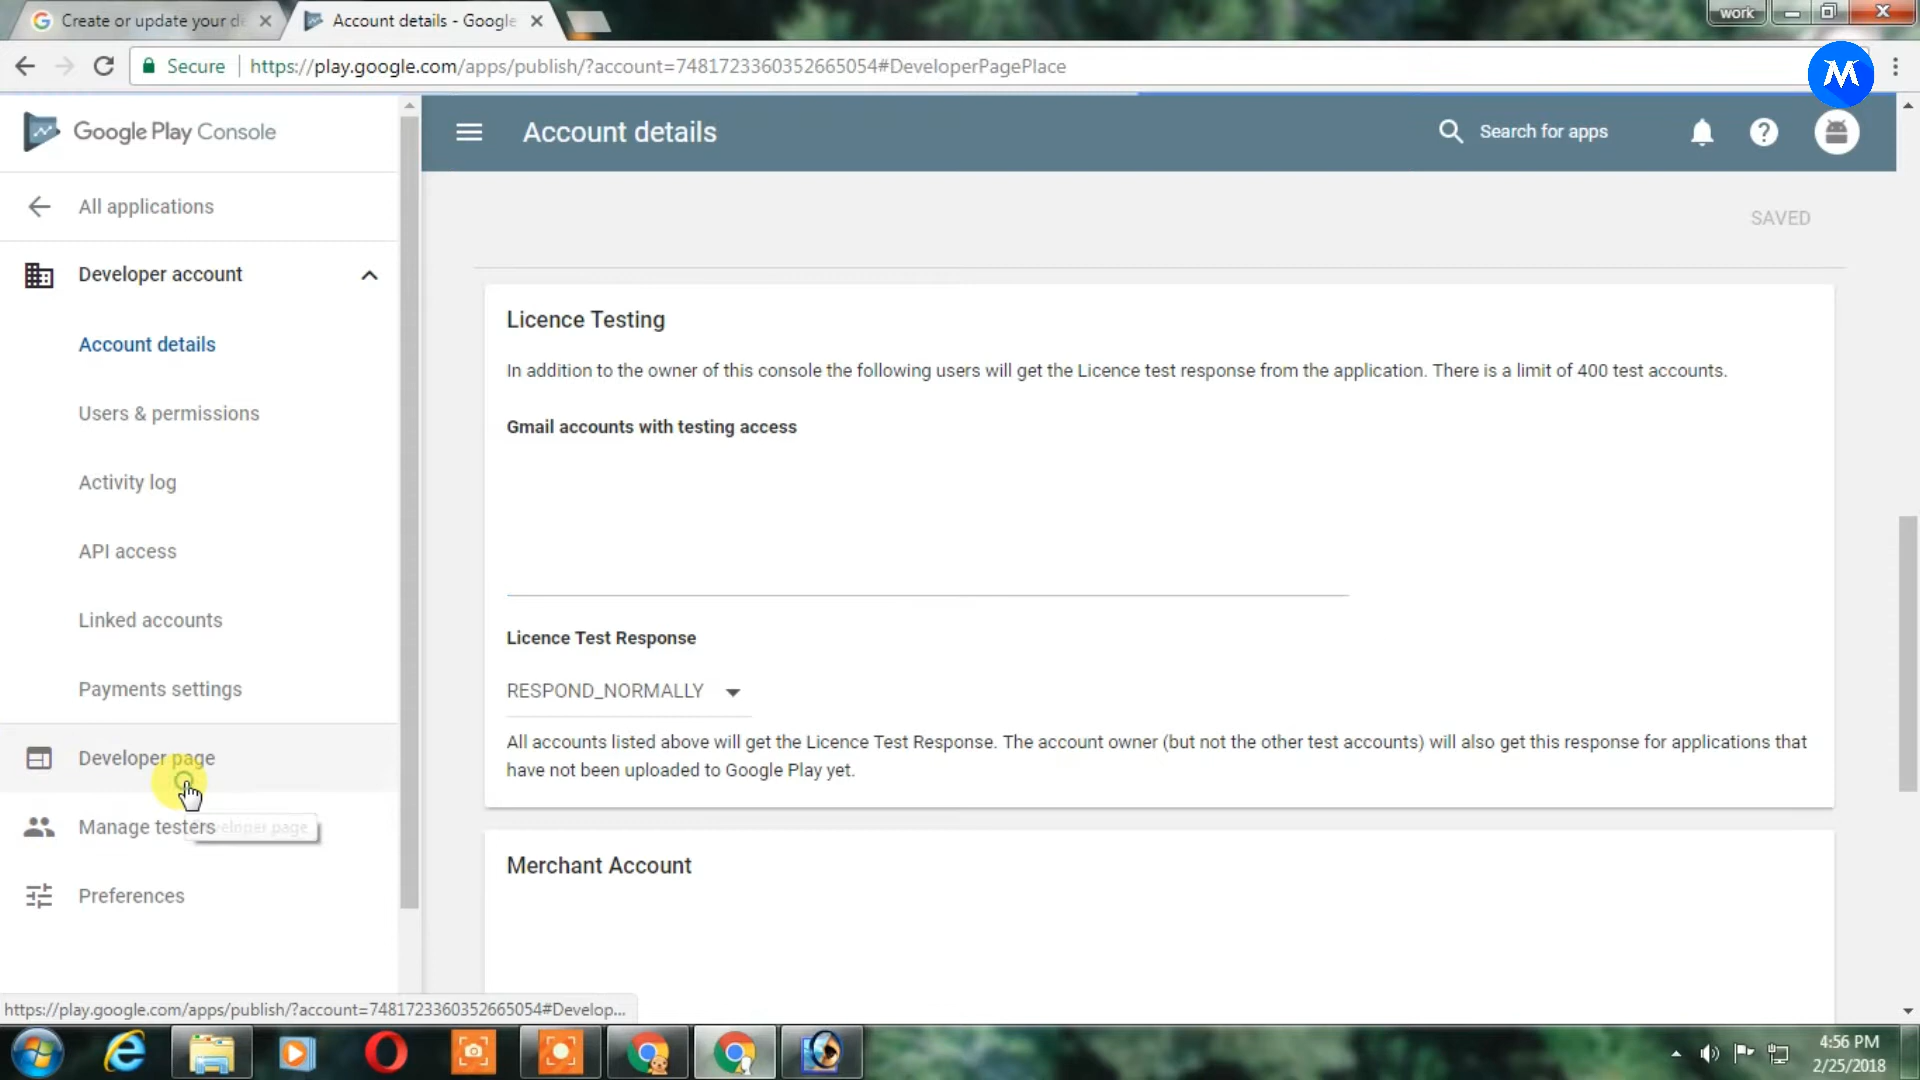 Create or update your de
Account details - Google
work
Secure
https://play.google.com/apps/publish/?account=7481723360352665054#DeveloperPagePlace
M
Google Play Console
Account details
Search for apps
All applications
SAVED
Developer account
Account details
Users & permissions
Activity log
API access
Linked accounts
Payments settings
Developer page
Manage testers
Developer page
Preferences
Licence Testing
In addition to the owner of this console the following users will get the Licence test response from the application. There is a limit of 400 test accounts.
Gmail accounts with testing access
Licence Test Response
RESPOND_NORMALLY
All accounts listed above will get the Licence Test Response. The account owner (but not the other test accounts) will also get this response for applications that
have not been uploaded to Google Play yet.
Merchant Account
https://play.google.com/apps/publish/?account=7481723360352665054#Develop...
4:56 PM
2/25/2018